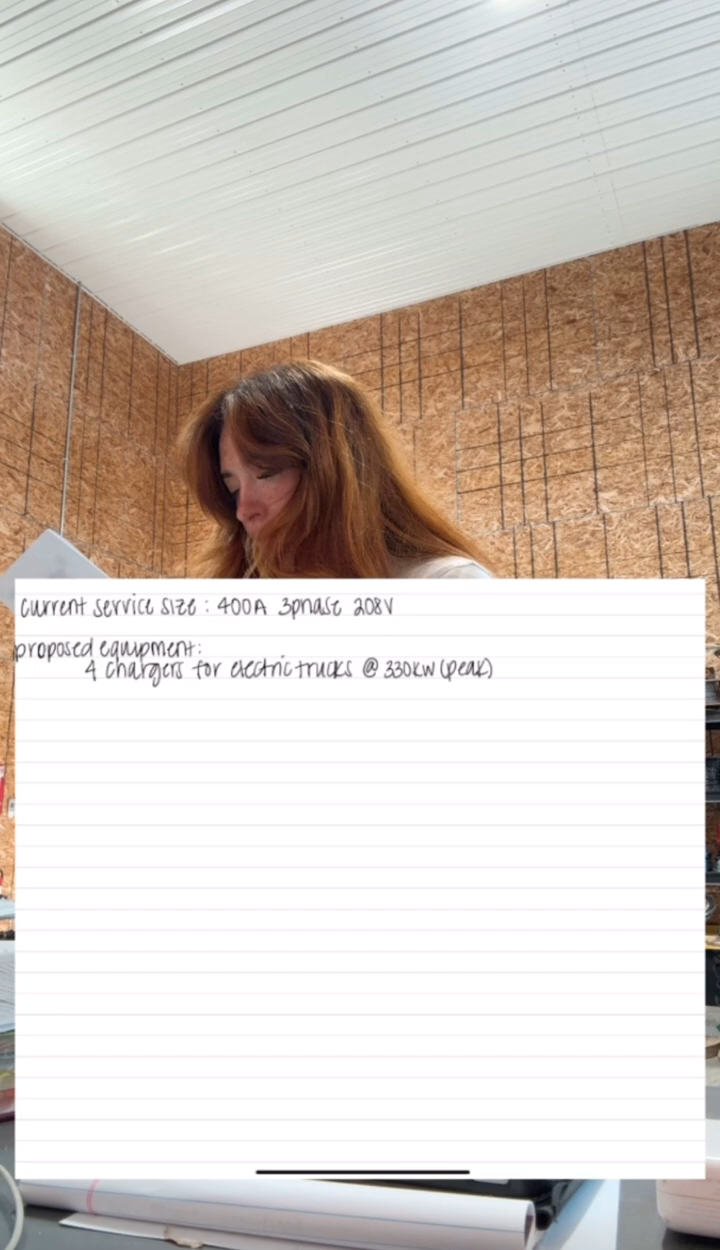 current service size : 400A 3phase 208V
proposed equipment:
4 chargers for electric trucks @ 330kW (peak)